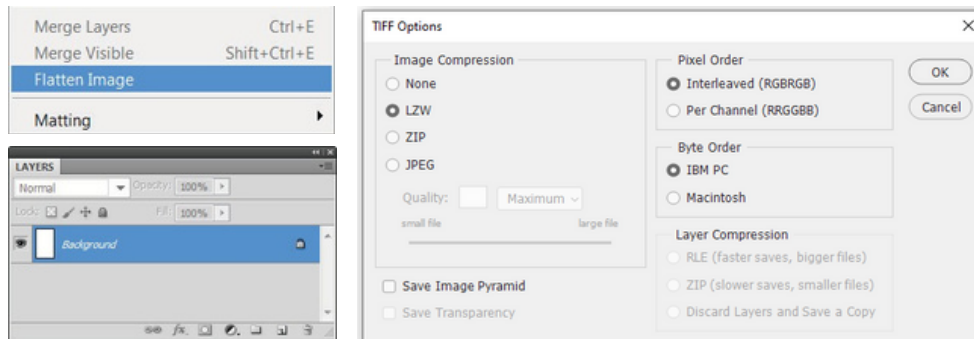 Merge Layers Ctrl+E
Merge Visible Shift+Ctrl+E
Flatten Image
Matting
LAYERS
Normal Opacity: 100%
Lock: Fill: 100%
Background
fx.
TIFF Options
Image Compression
None
LZW
ZIP
JPEG
Quality: Maximum
small file large file
Save Image Pyramid
Save Transparency
Pixel Order
Interleaved (RGBRGB)
Per Channel (RRGGBB)
Byte Order
IBM PC
Macintosh
Layer Compression
RLE (faster saves, bigger files)
ZIP (slower saves, smaller files)
Discard Layers and Save a Copy
OK
Cancel